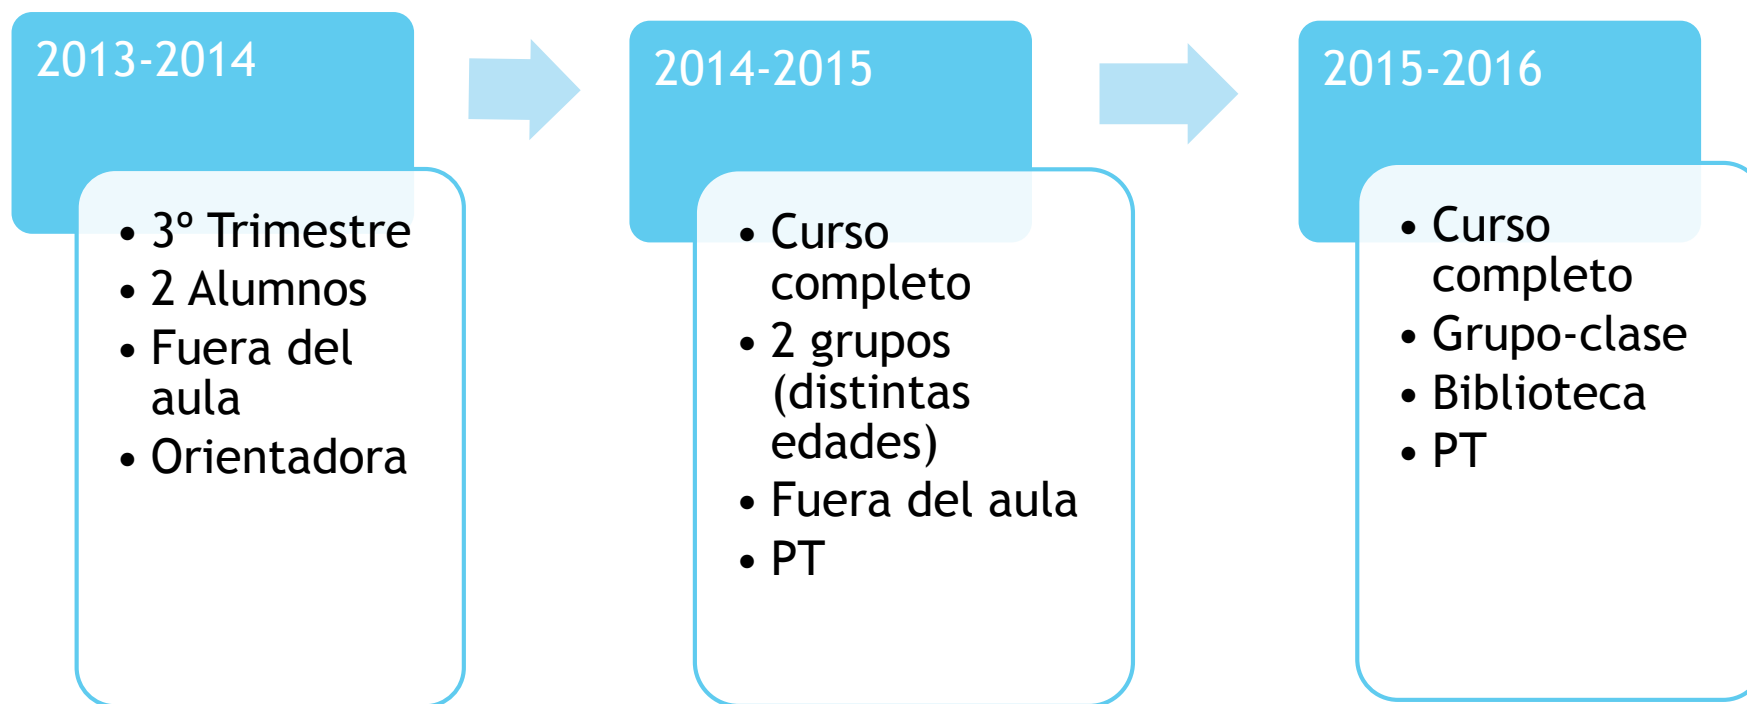 2013-2014
• 3º Trimestre
• 2 Alumnos
• Fuera del
aula
• Orientadora
2014-2015
• Curso
completo
• 2 grupos
(distintas
edades)
• Fuera del aula
• PT
2015-2016
• Curso
completo
• Grupo-clase
• Biblioteca
• PT